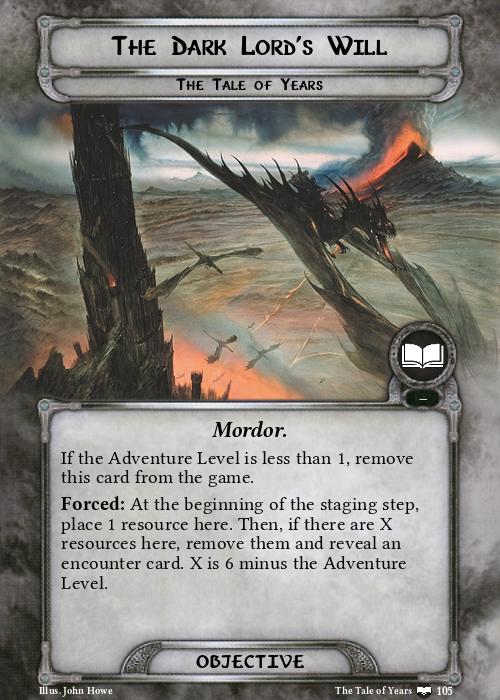 The Dark Lord's Will
The Tale of Years
–
Mordor.
If the Adventure Level is less than 1, remove
this card from the game.
Forced: At the beginning of the staging step,
place 1 resource here. Then, if there are X
resources here, remove them and reveal an
encounter card. X is 6 minus the Adventure
Level.
OBJECTIVE
Illus. John Howe
The Tale of Years 105